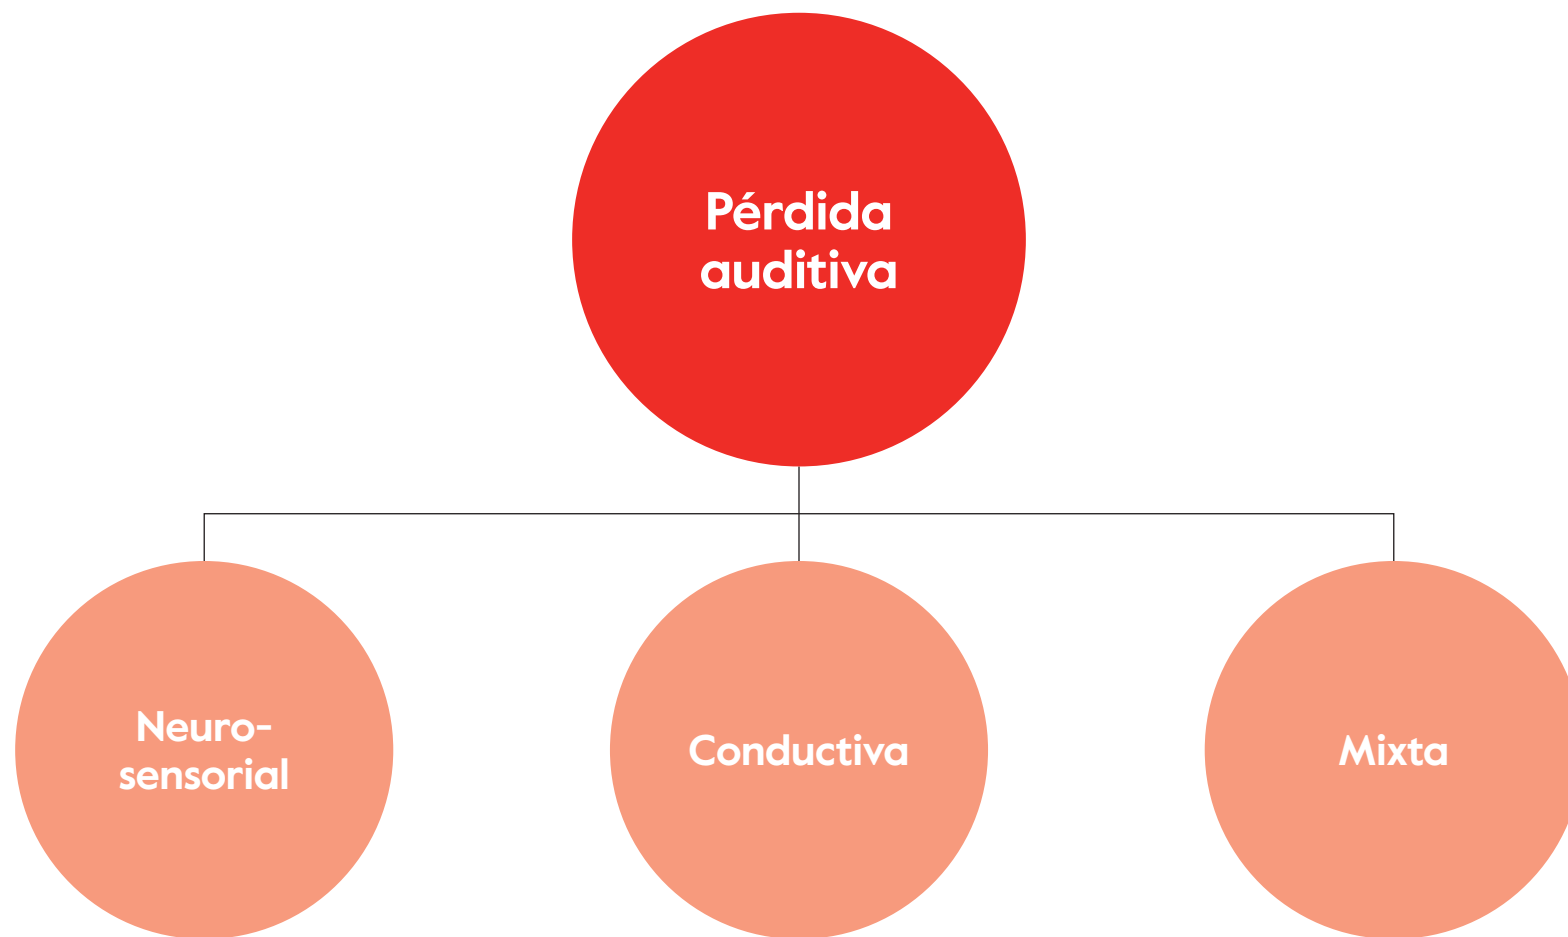 Pérdida
auditiva
Neuro-
sensorial
Conductiva
Mixta